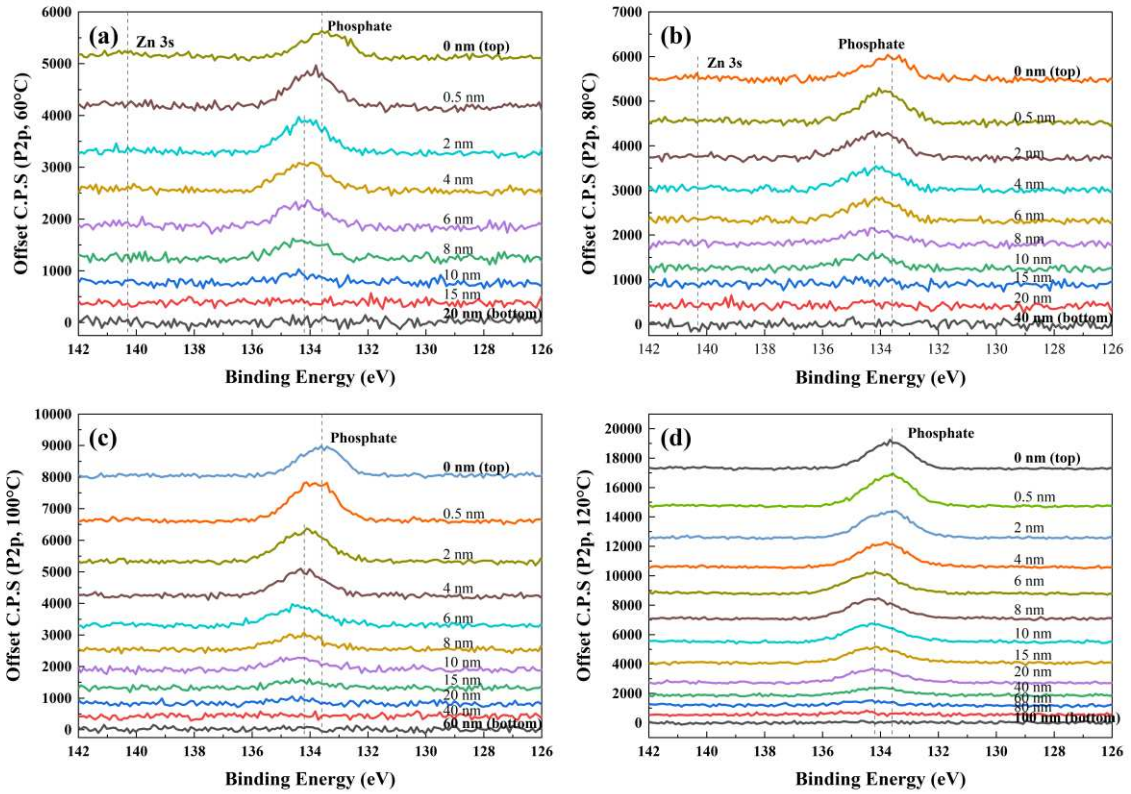 (a)
Zn 3s
Phosphate
0 nm (top)
0.5 nm
2 nm
4 nm
6 nm
8 nm
10 nm
15 nm
20 nm (bottom)
6000
5000
4000
3000
2000
1000
0
142 140 138 136 134 132 130 128 126
Binding Energy (eV)
Offset C.P.S (P2p, 60°C)
(b)
Zn 3s
Phosphate
0 nm (top)
0.5 nm
2 nm
4 nm
6 nm
8 nm
10 nm
15 nm
20 nm
40 nm (bottom)
7000
6000
5000
4000
3000
2000
1000
0
142 140 138 136 134 132 130 128 126
Binding Energy (eV)
Offset C.P.S (P2p, 80°C)
(c)
Phosphate
0 nm (top)
0.5 nm
2 nm
4 nm
6 nm
8 nm
10 nm
15 nm
20 nm
40 nm
60 nm (bottom)
10000
9000
8000
7000
6000
5000
4000
3000
2000
1000
0
142 140 138 136 134 132 130 128 126
Binding Energy (eV)
Offset C.P.S (P2p, 100°C)
(d)
Phosphate
0 nm (top)
0.5 nm
2 nm
4 nm
6 nm
8 nm
10 nm
15 nm
20 nm
40 nm
60 nm
80 nm
100 nm (bottom)
20000
18000
16000
14000
12000
10000
8000
6000
4000
2000
0
142 140 138 136 134 132 130 128 126
Binding Energy (eV)
Offset C.P.S (P2p, 120°C)